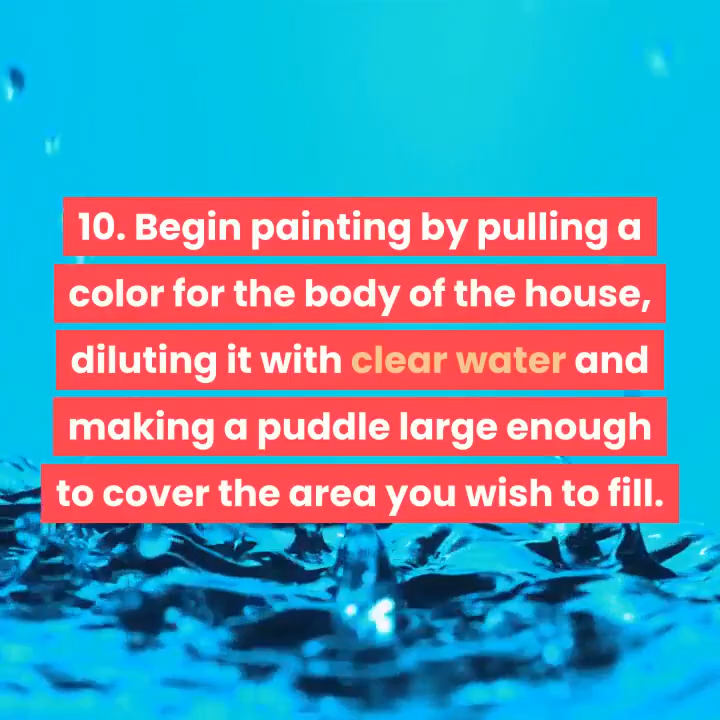 10. Begin painting by pulling a
color for the body of the house,
diluting it with clear water and
making a puddle large enough
to cover the area you wish to fill.